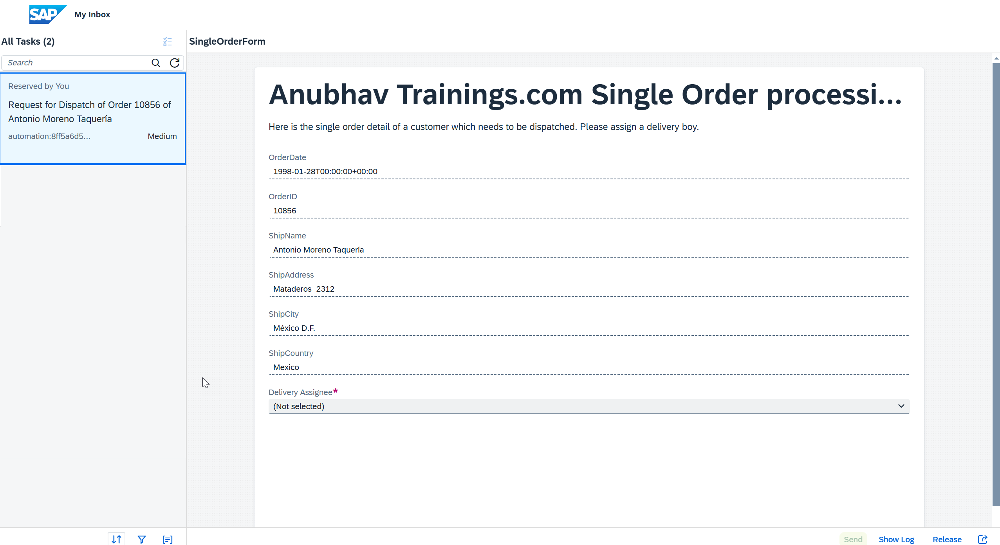 SAP My Inbox
All Tasks (2)
Search
Reserved by You
Request for Dispatch of Order 10856 of
Antonio Moreno Taquería
automation:8ff5a6d5... Medium
SingleOrderForm
Anubhav Trainings.com Single Order processi...
Here is the single order detail of a customer which needs to be dispatched. Please assign a delivery boy.
OrderDate
1998-01-28T00:00:00+00:00
OrderID
10856
ShipName
Antonio Moreno Taquería
ShipAddress
Mataderos  2312
ShipCity
México D.F.
ShipCountry
Mexico
Delivery Assignee*
(Not selected)
Send Show Log Release